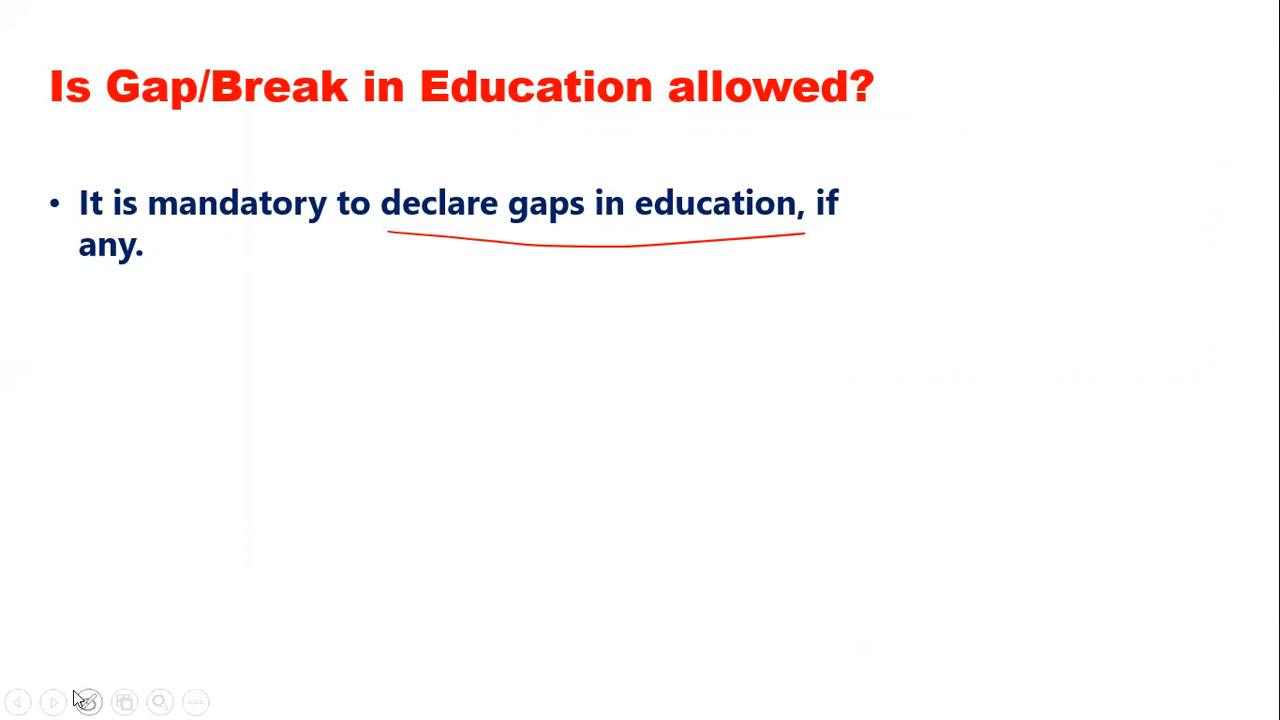 Is Gap/Break in Education allowed?
• It is mandatory to declare gaps in education, if
any.